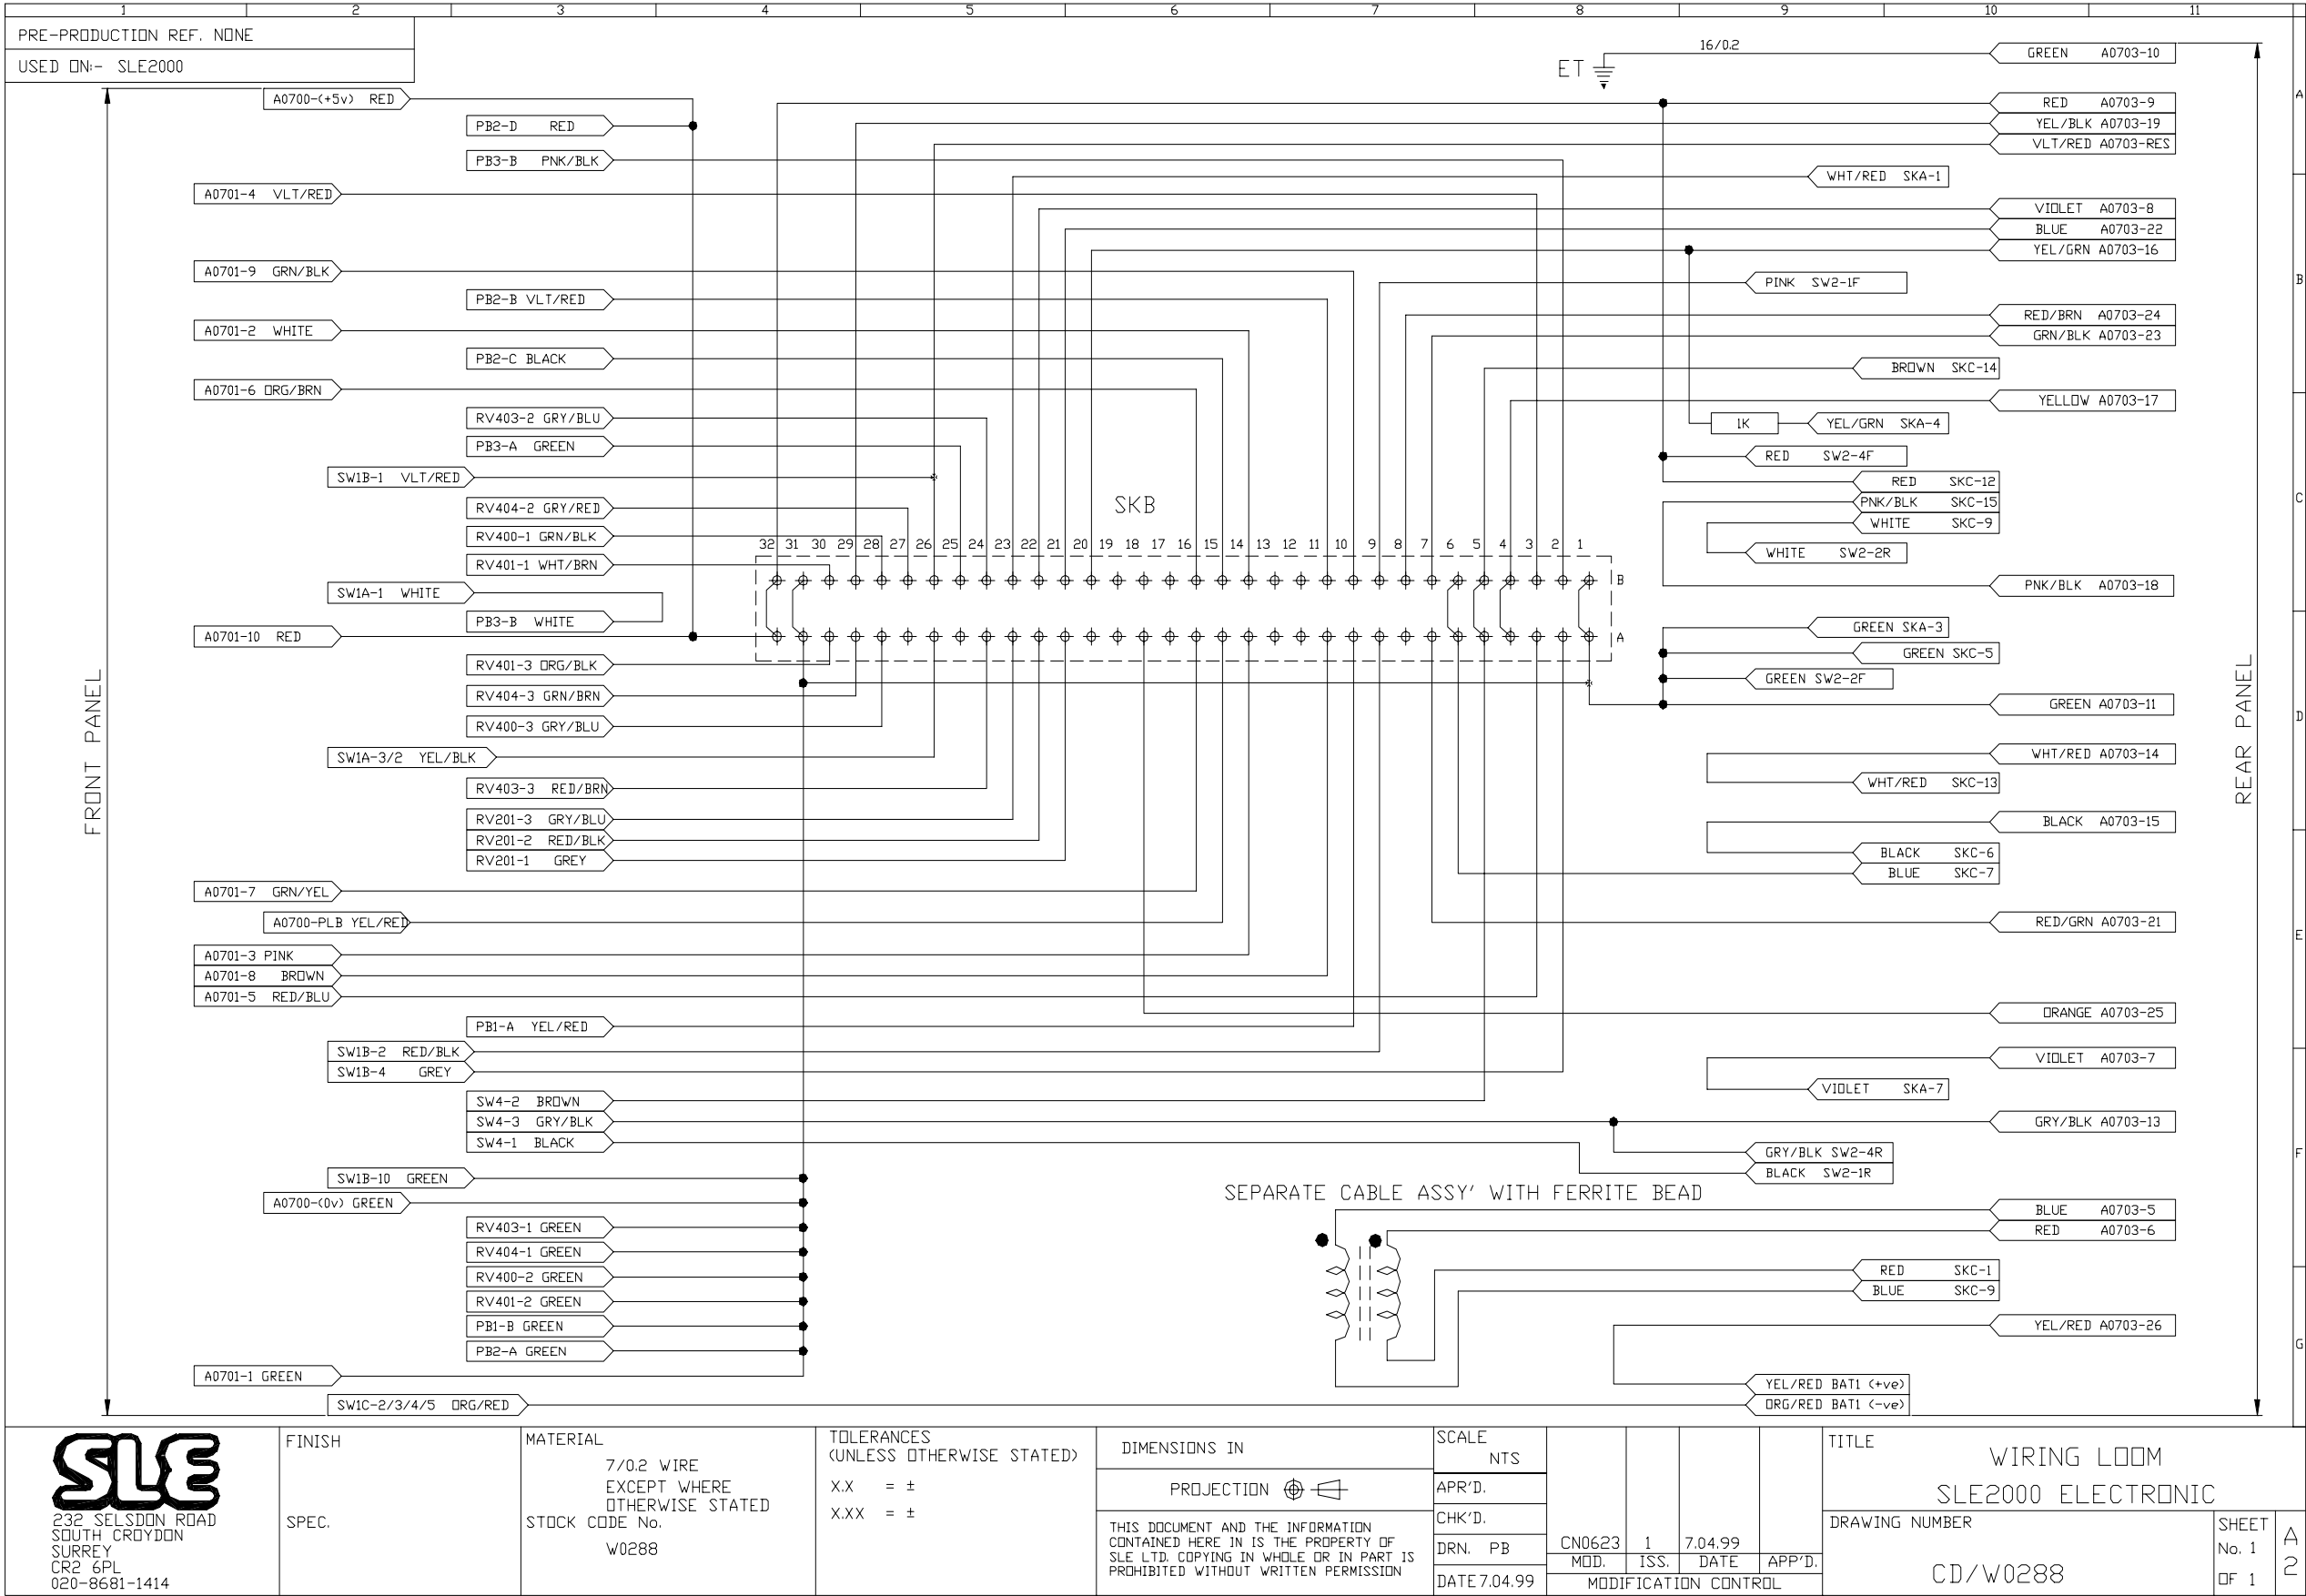 1 2 3 4 5 6 7 8 9 10 11
PRE-PRODUCTION REF. NONE
USED ON:- SLE2000
A
B
C
D
E
F
G
FRONT PANEL
REAR PANEL
A0700-(+5v) RED
PB2-D RED
PB3-B PNK/BLK
A0701-4 VLT/RED
A0701-9 GRN/BLK
PB2-B VLT/RED
A0701-2 WHITE
PB2-C BLACK
A0701-6 ORG/BRN
RV403-2 GRY/BLU
PB3-A GREEN
SW1B-1 VLT/RED
RV404-2 GRY/RED
RV400-1 GRN/BLK
RV401-1 WHT/BRN
SW1A-1 WHITE
PB3-B WHITE
A0701-10 RED
RV401-3 ORG/BLK
RV404-3 GRN/BRN
RV400-3 GRY/BLU
SW1A-3/2 YEL/BLK
RV403-3 RED/BRN
RV201-3 GRY/BLU
RV201-2 RED/BLK
RV201-1 GREY
A0701-7 GRN/YEL
A0700-PLB YEL/RED
A0701-3 PINK
A0701-8 BROWN
A0701-5 RED/BLU
PB1-A YEL/RED
SW1B-2 RED/BLK
SW1B-4 GREY
SW4-2 BROWN
SW4-3 GRY/BLK
SW4-1 BLACK
SW1B-10 GREEN
A0700-(0v) GREEN
RV403-1 GREEN
RV404-1 GREEN
RV400-2 GREEN
RV401-2 GREEN
PB1-B GREEN
PB2-A GREEN
A0701-1 GREEN
SW1C-2/3/4/5 ORG/RED
SKB
32 31 30 29 28 27 26 25 24 23 22 21 20 19 18 17 16 15 14 13 12 11 10 9 8 7 6 5 4 3 2 1
B
A
ET
16/0.2
GREEN A0703-10
RED A0703-9
YEL/BLK A0703-19
VLT/RED A0703-RES
WHT/RED SKA-1
VIOLET A0703-8
BLUE A0703-22
YEL/GRN A0703-16
PINK SW2-1F
RED/BRN A0703-24
GRN/BLK A0703-23
BROWN SKC-14
YELLOW A0703-17
1K
YEL/GRN SKA-4
RED SW2-4F
RED SKC-12
PNK/BLK SKC-15
WHITE SKC-9
WHITE SW2-2R
PNK/BLK A0703-18
GREEN SKA-3
GREEN SKC-5
GREEN SW2-2F
GREEN A0703-11
WHT/RED A0703-14
WHT/RED SKC-13
BLACK A0703-15
BLACK SKC-6
BLUE SKC-7
RED/GRN A0703-21
ORANGE A0703-25
VIOLET A0703-7
VIOLET SKA-7
GRY/BLK A0703-13
GRY/BLK SW2-4R
BLACK SW2-1R
SEPARATE CABLE ASSY' WITH FERRITE BEAD
BLUE A0703-5
RED A0703-6
RED SKC-1
BLUE SKC-9
YEL/RED A0703-26
YEL/RED BAT1 (+ve)
ORG/RED BAT1 (-ve)
SLE
232 SELSDON ROAD
SOUTH CROYDON
SURREY
CR2 6PL
020-8681-1414
FINISH
SPEC.
MATERIAL
7/0.2 WIRE
EXCEPT WHERE
OTHERWISE STATED
STOCK CODE No.
W0288
TOLERANCES
(UNLESS OTHERWISE STATED)
X.X = ±
X.XX = ±
DIMENSIONS IN
PROJECTION
THIS DOCUMENT AND THE INFORMATION
CONTAINED HERE IN IS THE PROPERTY OF
SLE LTD. COPYING IN WHOLE OR IN PART IS
PROHIBITED WITHOUT WRITTEN PERMISSION
SCALE
NTS
APR'D.
CHK'D.
DRN. PB
DATE 7.04.99
CN0623 1 7.04.99
MOD. ISS. DATE APP'D.
MODIFICATION CONTROL
TITLE
WIRING LOOM
SLE2000 ELECTRONIC
DRAWING NUMBER
CD/W0288
SHEET
No. 1
OF 1
A
2